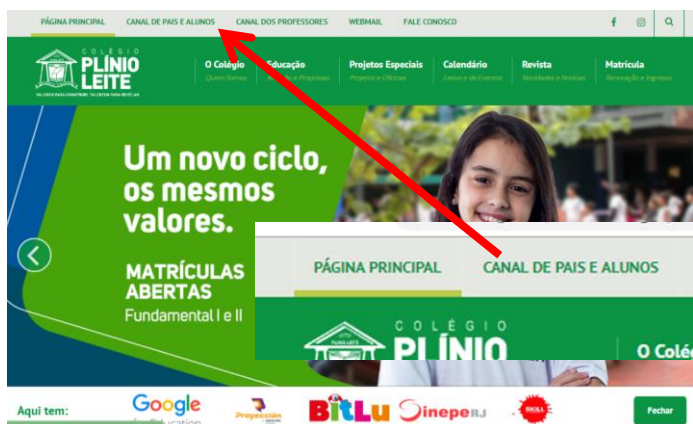 PÁGINA PRINCIPAL CANAL DE PAIS E ALUNOS CANAL DOS PROFESSORES WEBMAIL FALE CONOSCO
COLÉGIO
PLÍNIO
LEITE
O Colégio Educação Projetos Especiais Calendário Revista Matrícula
Quem Somos Projetos e Oficinas Letivo e de Eventos Novidades e Notícias Renovação e Ingresso
Um novo ciclo,
os mesmos
valores.
MATRÍCULAS
ABERTAS
Fundamental I e II
PÁGINA PRINCIPAL CANAL DE PAIS E ALUNOS
COLÉGIO
PLÍNIO
O Colé
Aqui tem:
Google
Proyección
BitLu
SinepeRJ
Fechar